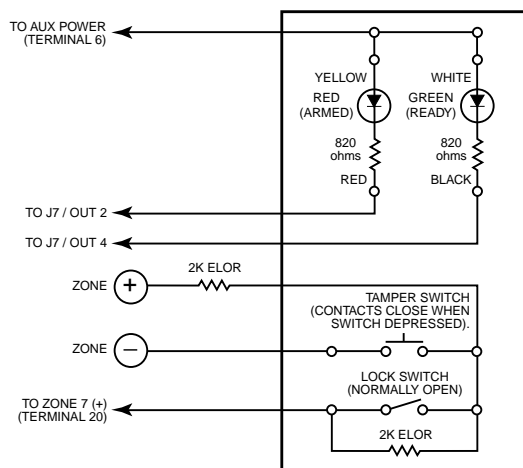 TO AUX POWER
(TERMINAL 6)
YELLOW
WHITE
RED
(ARMED)
GREEN
(READY)
820
ohms
820
ohms
RED
BLACK
TO J7 / OUT 2
TO J7 / OUT 4
2K ELOR
ZONE
+
TAMPER SWITCH
(CONTACTS CLOSE WHEN
SWITCH DEPRESSED).
ZONE
–
LOCK SWITCH
(NORMALLY OPEN)
TO ZONE 7 (+)
(TERMINAL 20)
2K ELOR